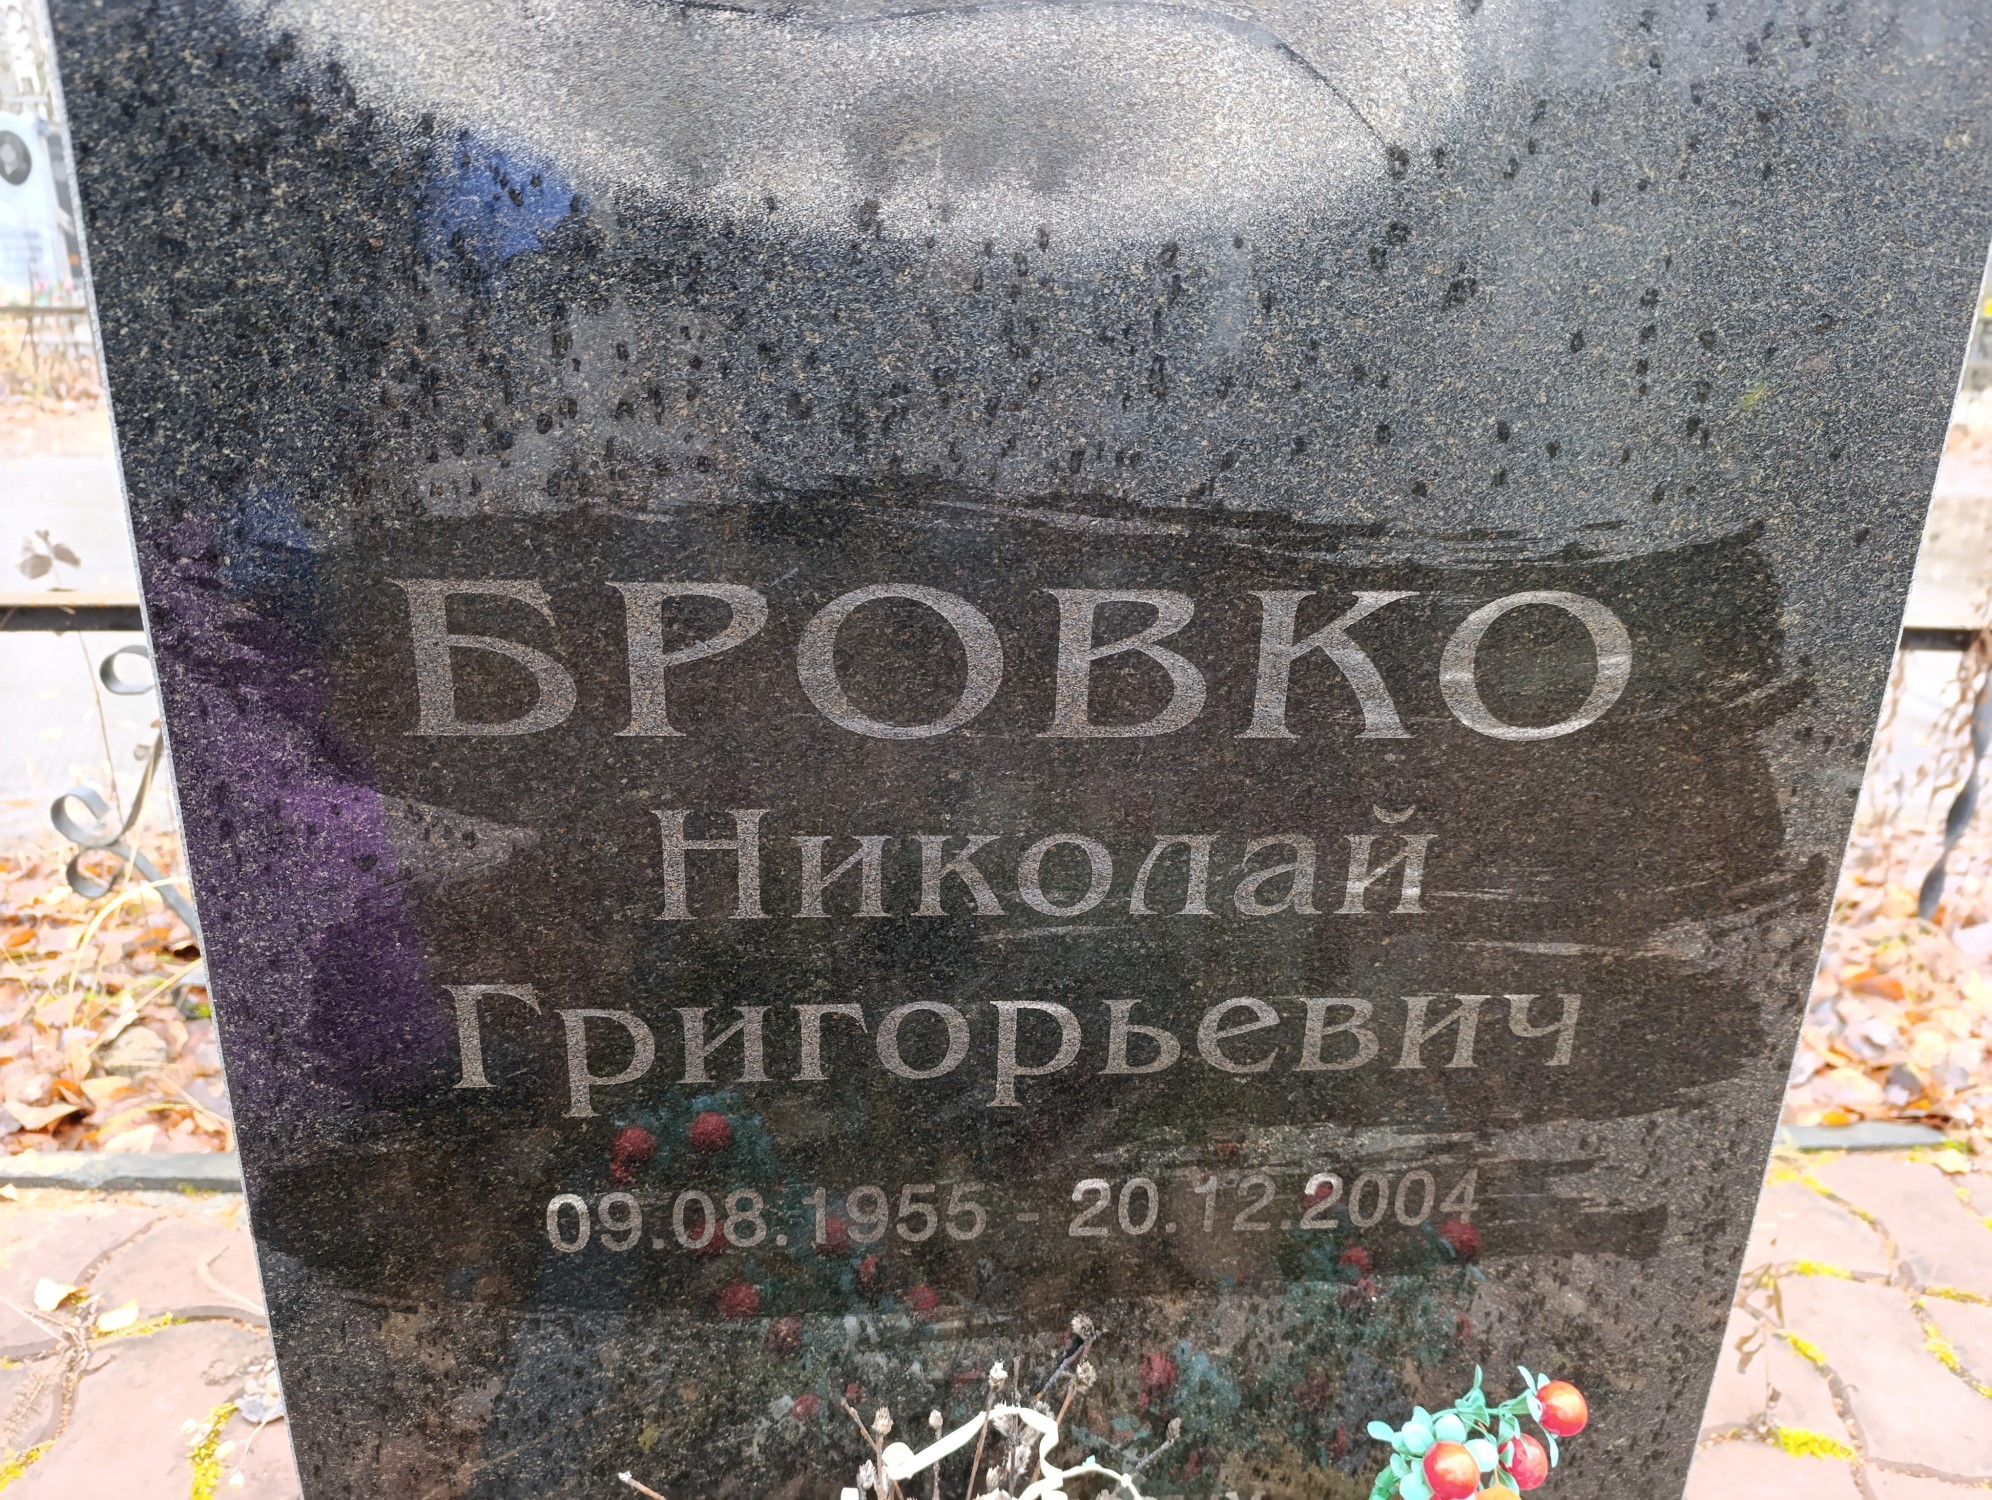 БРОВКО
Николай
Григорьевич
09.08.1955 - 20.12.2004